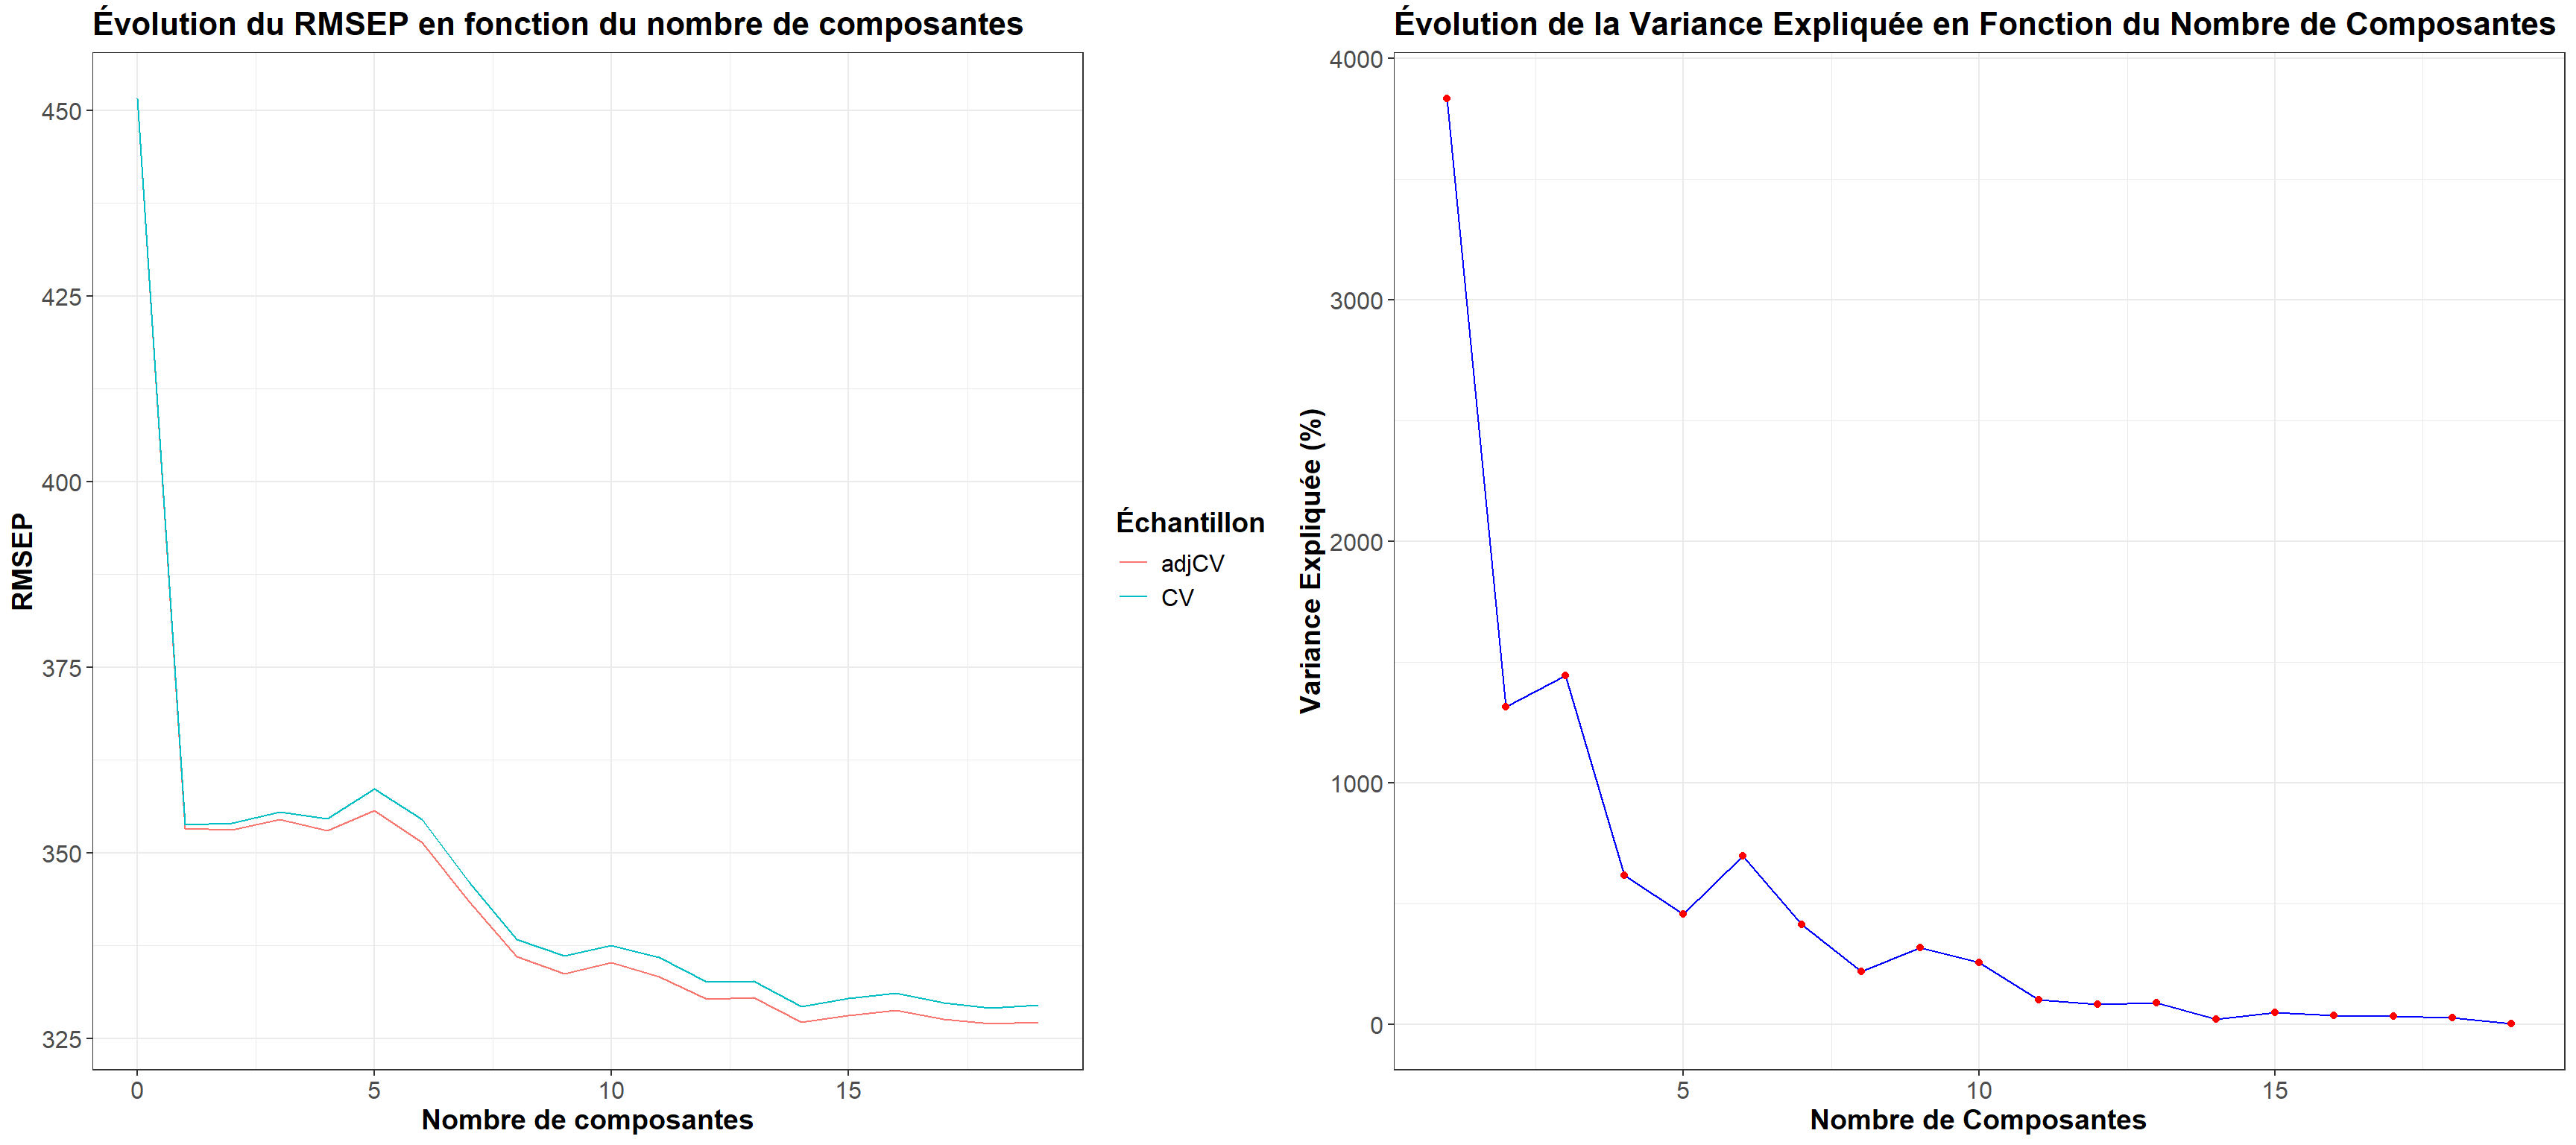 Évolution du RMSEP en fonction du nombre de composantes
450
425
400
375
350
325
RMSEP
0
5
10
15
Nombre de composantes
Échantillon
adjCV
CV
Évolution de la Variance Expliquée en Fonction du Nombre de Composantes
4000
3000
2000
1000
0
Variance Expliquée (%)
5
10
15
Nombre de Composantes